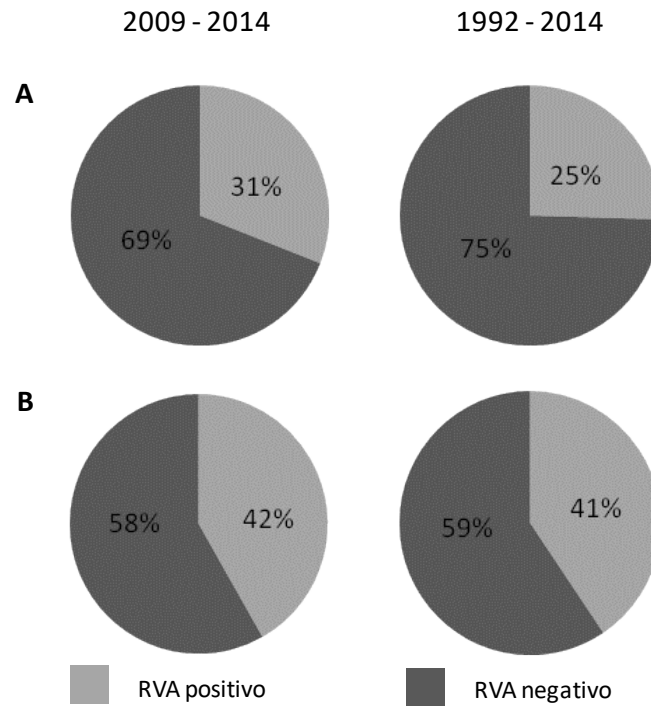 2009 - 2014 1992 - 2014
A
31% 69%
25% 75%
B
58% 42%
59% 41%
RVA positivo RVA negativo